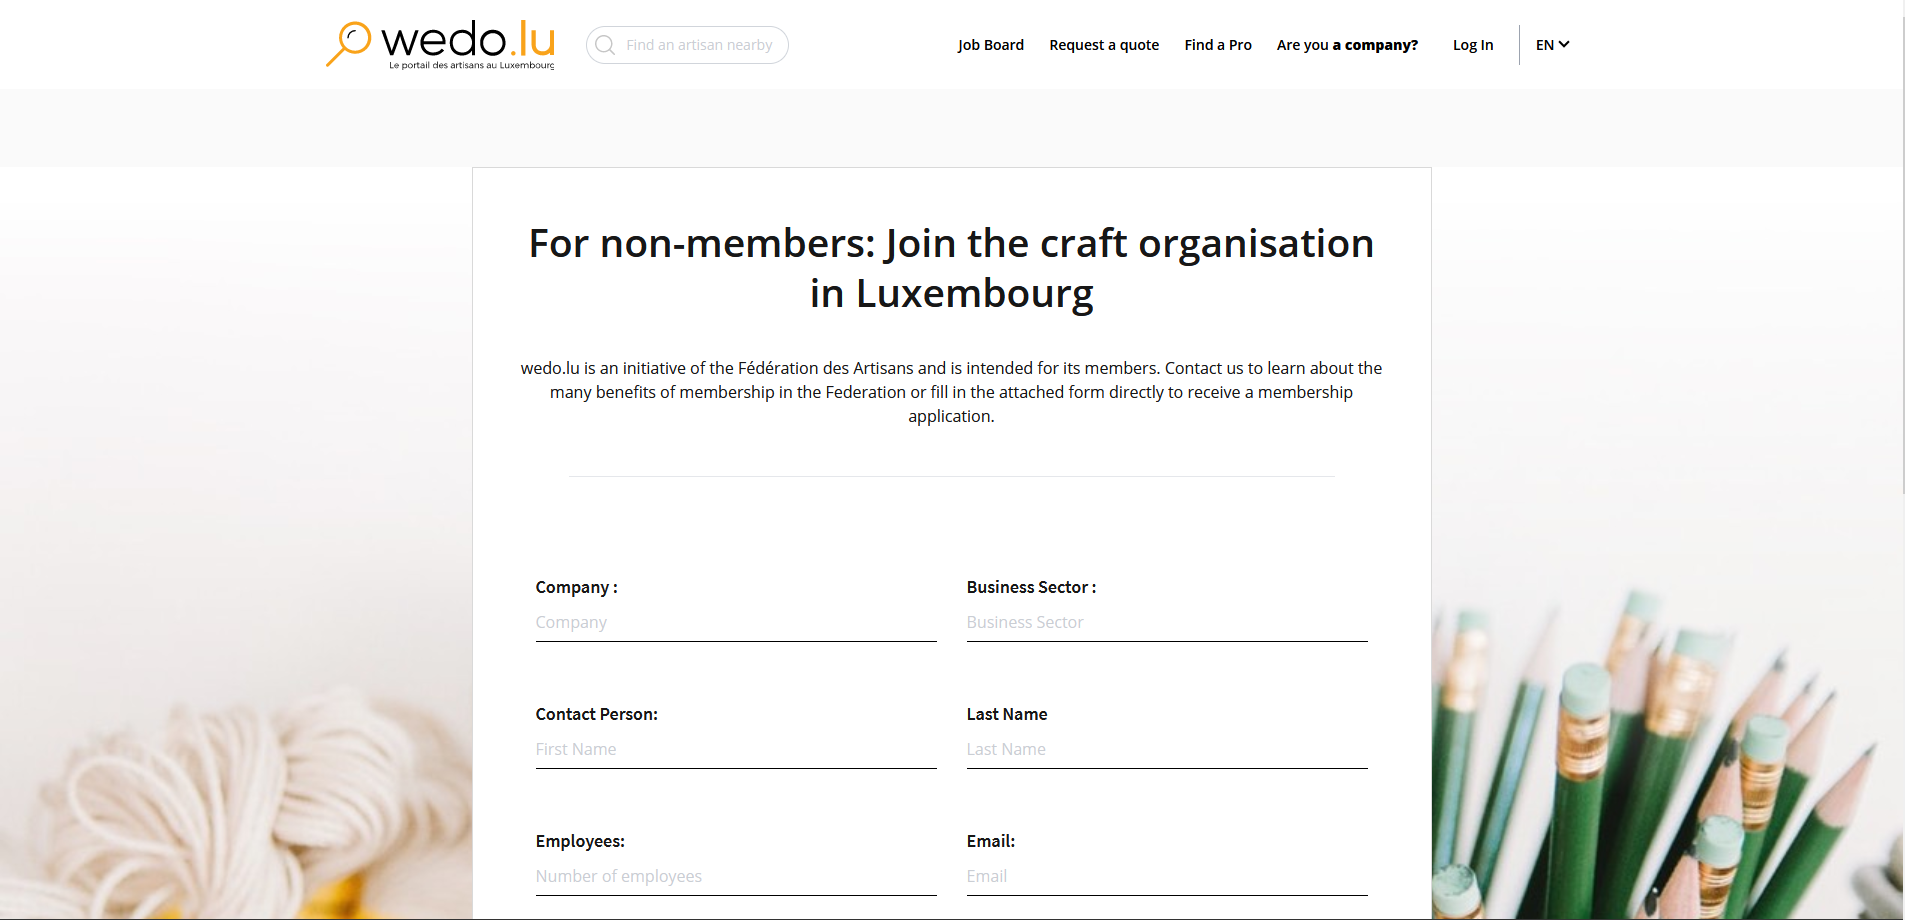 wedo.lu
Le portail des artisans au Luxembourg
Find an artisan nearby
Job Board
Request a quote
Find a Pro
Are you a company?
Log In
EN
For non-members: Join the craft organisation
in Luxembourg
wedo.lu is an initiative of the Fédération des Artisans and is intended for its members. Contact us to learn about the
many benefits of membership in the Federation or fill in the attached form directly to receive a membership
application.
Company :
Business Sector :
Company
Business Sector
Contact Person:
Last Name
First Name
Last Name
Employees:
Email:
Number of employees
Email